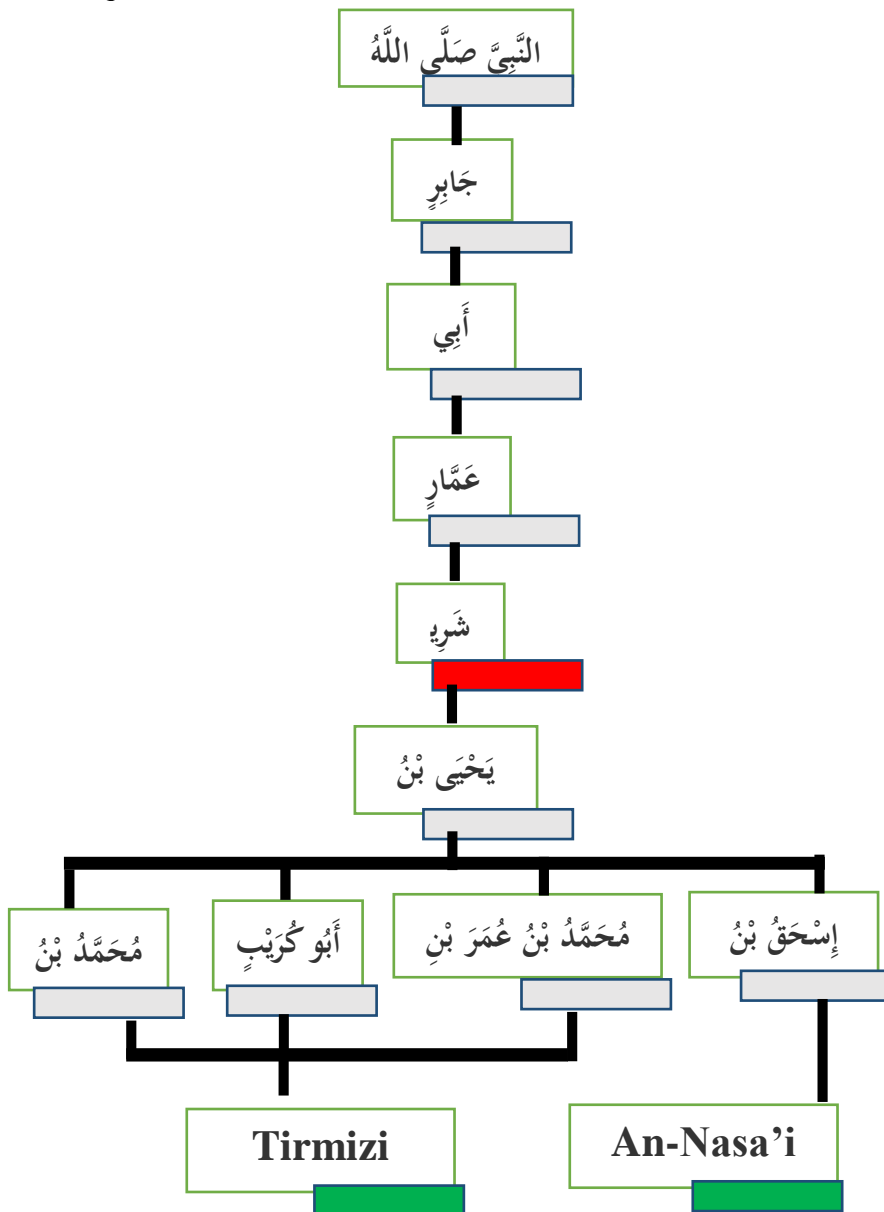 النَّبِيَّ صَلَّى اللَّهُ
جَابِرٍ
أَبِي
عَمَّارٍ
شَرِي
يَحْيَى بْنُ
مُحَمَّدُ بْنُ
أَبُو كُرَيْبٍ
مُحَمَّدُ بْنُ عُمَرَ بْنِ
إِسْحَقُ بْنُ
Tirmizi
An-Nasa’i